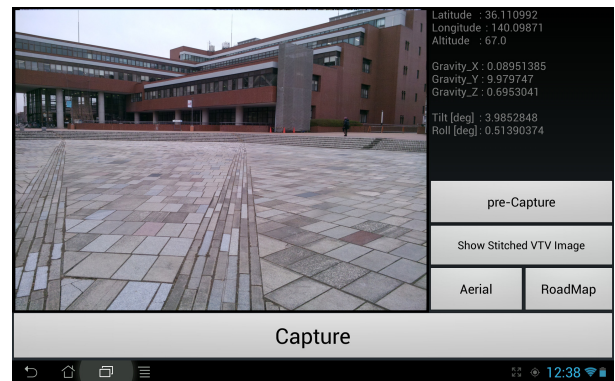 Latitude : 36.110992
Longitude : 140.09871
Altitude : 67.0
Gravity_X : 0.08951385
Gravity_Y : 9.979747
Gravity_Z : 0.6953041
Tilt [deg] : 3.9852848
Roll [deg] : 0.51390374
pre-Capture
Show Stitched VTV Image
Aerial
RoadMap
Capture
12:38